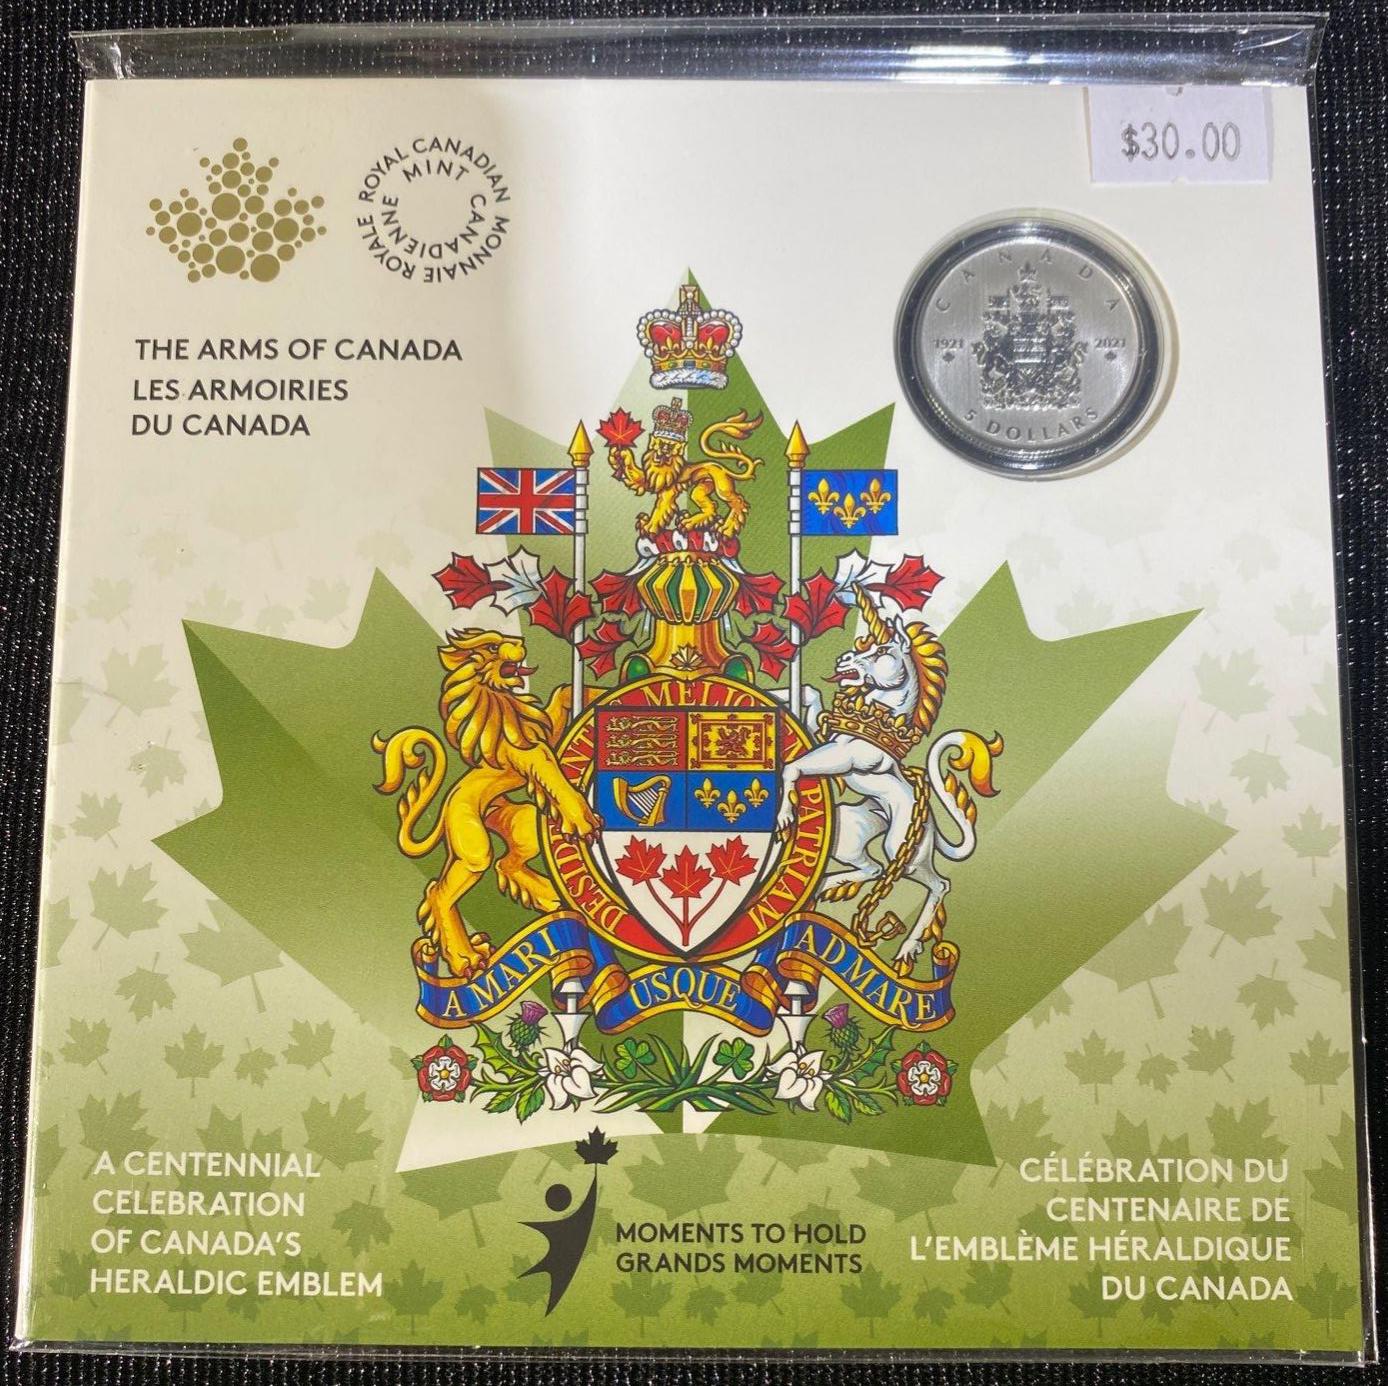 $30.00
ROYAL CANADIAN MINT
MONNAIE ROYALE CANADIENNE
THE ARMS OF CANADA
LES ARMOIRIES
DU CANADA
CANADA
1921 2021
5 DOLLARS
DESIDERANTES MELIOREM PATRIAM
A MARI USQUE AD MARE
A CENTENNIAL
CELEBRATION
OF CANADA'S
HERALDIC EMBLEM
MOMENTS TO HOLD
GRANDS MOMENTS
CÉLÉBRATION DU
CENTENAIRE DE
L'EMBLÈME HÉRALDIQUE
DU CANADA